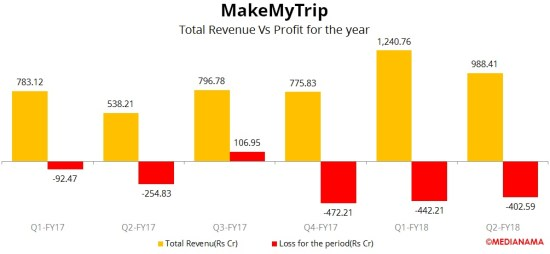 MakeMyTrip
Total Revenue Vs Profit for the year
1,240.76
988.41
783.12
796.78
775.83
538.21
106.95
-92.47
-254.83
-472.21
-442.21
-402.59
Q1-FY17 Q2-FY17 Q3-FY17 Q4-FY17 Q1-FY18 Q2-FY18
Total Revenu(Rs Cr) Loss for the period(Rs Cr)
©MEDIANAMA